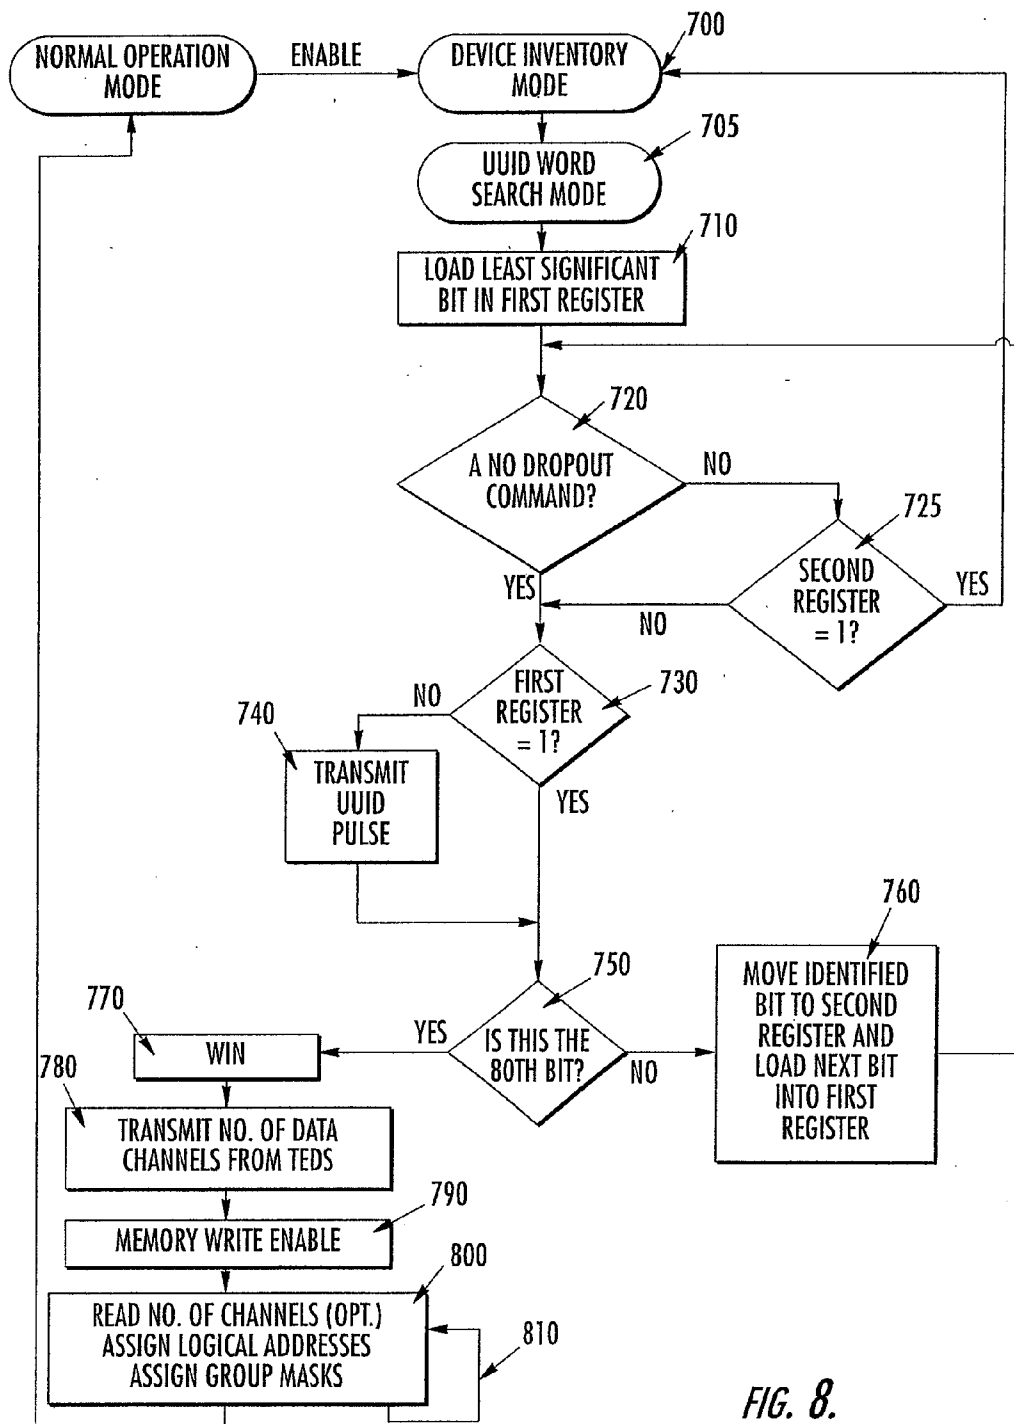 700
NORMAL OPERATION
MODE
ENABLE
DEVICE INVENTORY
MODE
705
UUID WORD
SEARCH MODE
710
LOAD LEAST SIGNIFICANT
BIT IN FIRST REGISTER
720
A NO DROPOUT
COMMAND?
NO
YES
725
SECOND
REGISTER
= 1?
YES
NO
730
FIRST
REGISTER
= 1?
NO
YES
740
TRANSMIT
UUID
PULSE
750
IS THIS THE
80TH BIT?
YES
NO
760
MOVE IDENTIFIED
BIT TO SECOND
REGISTER AND
LOAD NEXT BIT
INTO FIRST
REGISTER
770
WIN
780
TRANSMIT NO. OF DATA
CHANNELS FROM TEDS
790
MEMORY WRITE ENABLE
800
READ NO. OF CHANNELS (OPT.)
ASSIGN LOGICAL ADDRESSES
ASSIGN GROUP MASKS
810
FIG. 8.